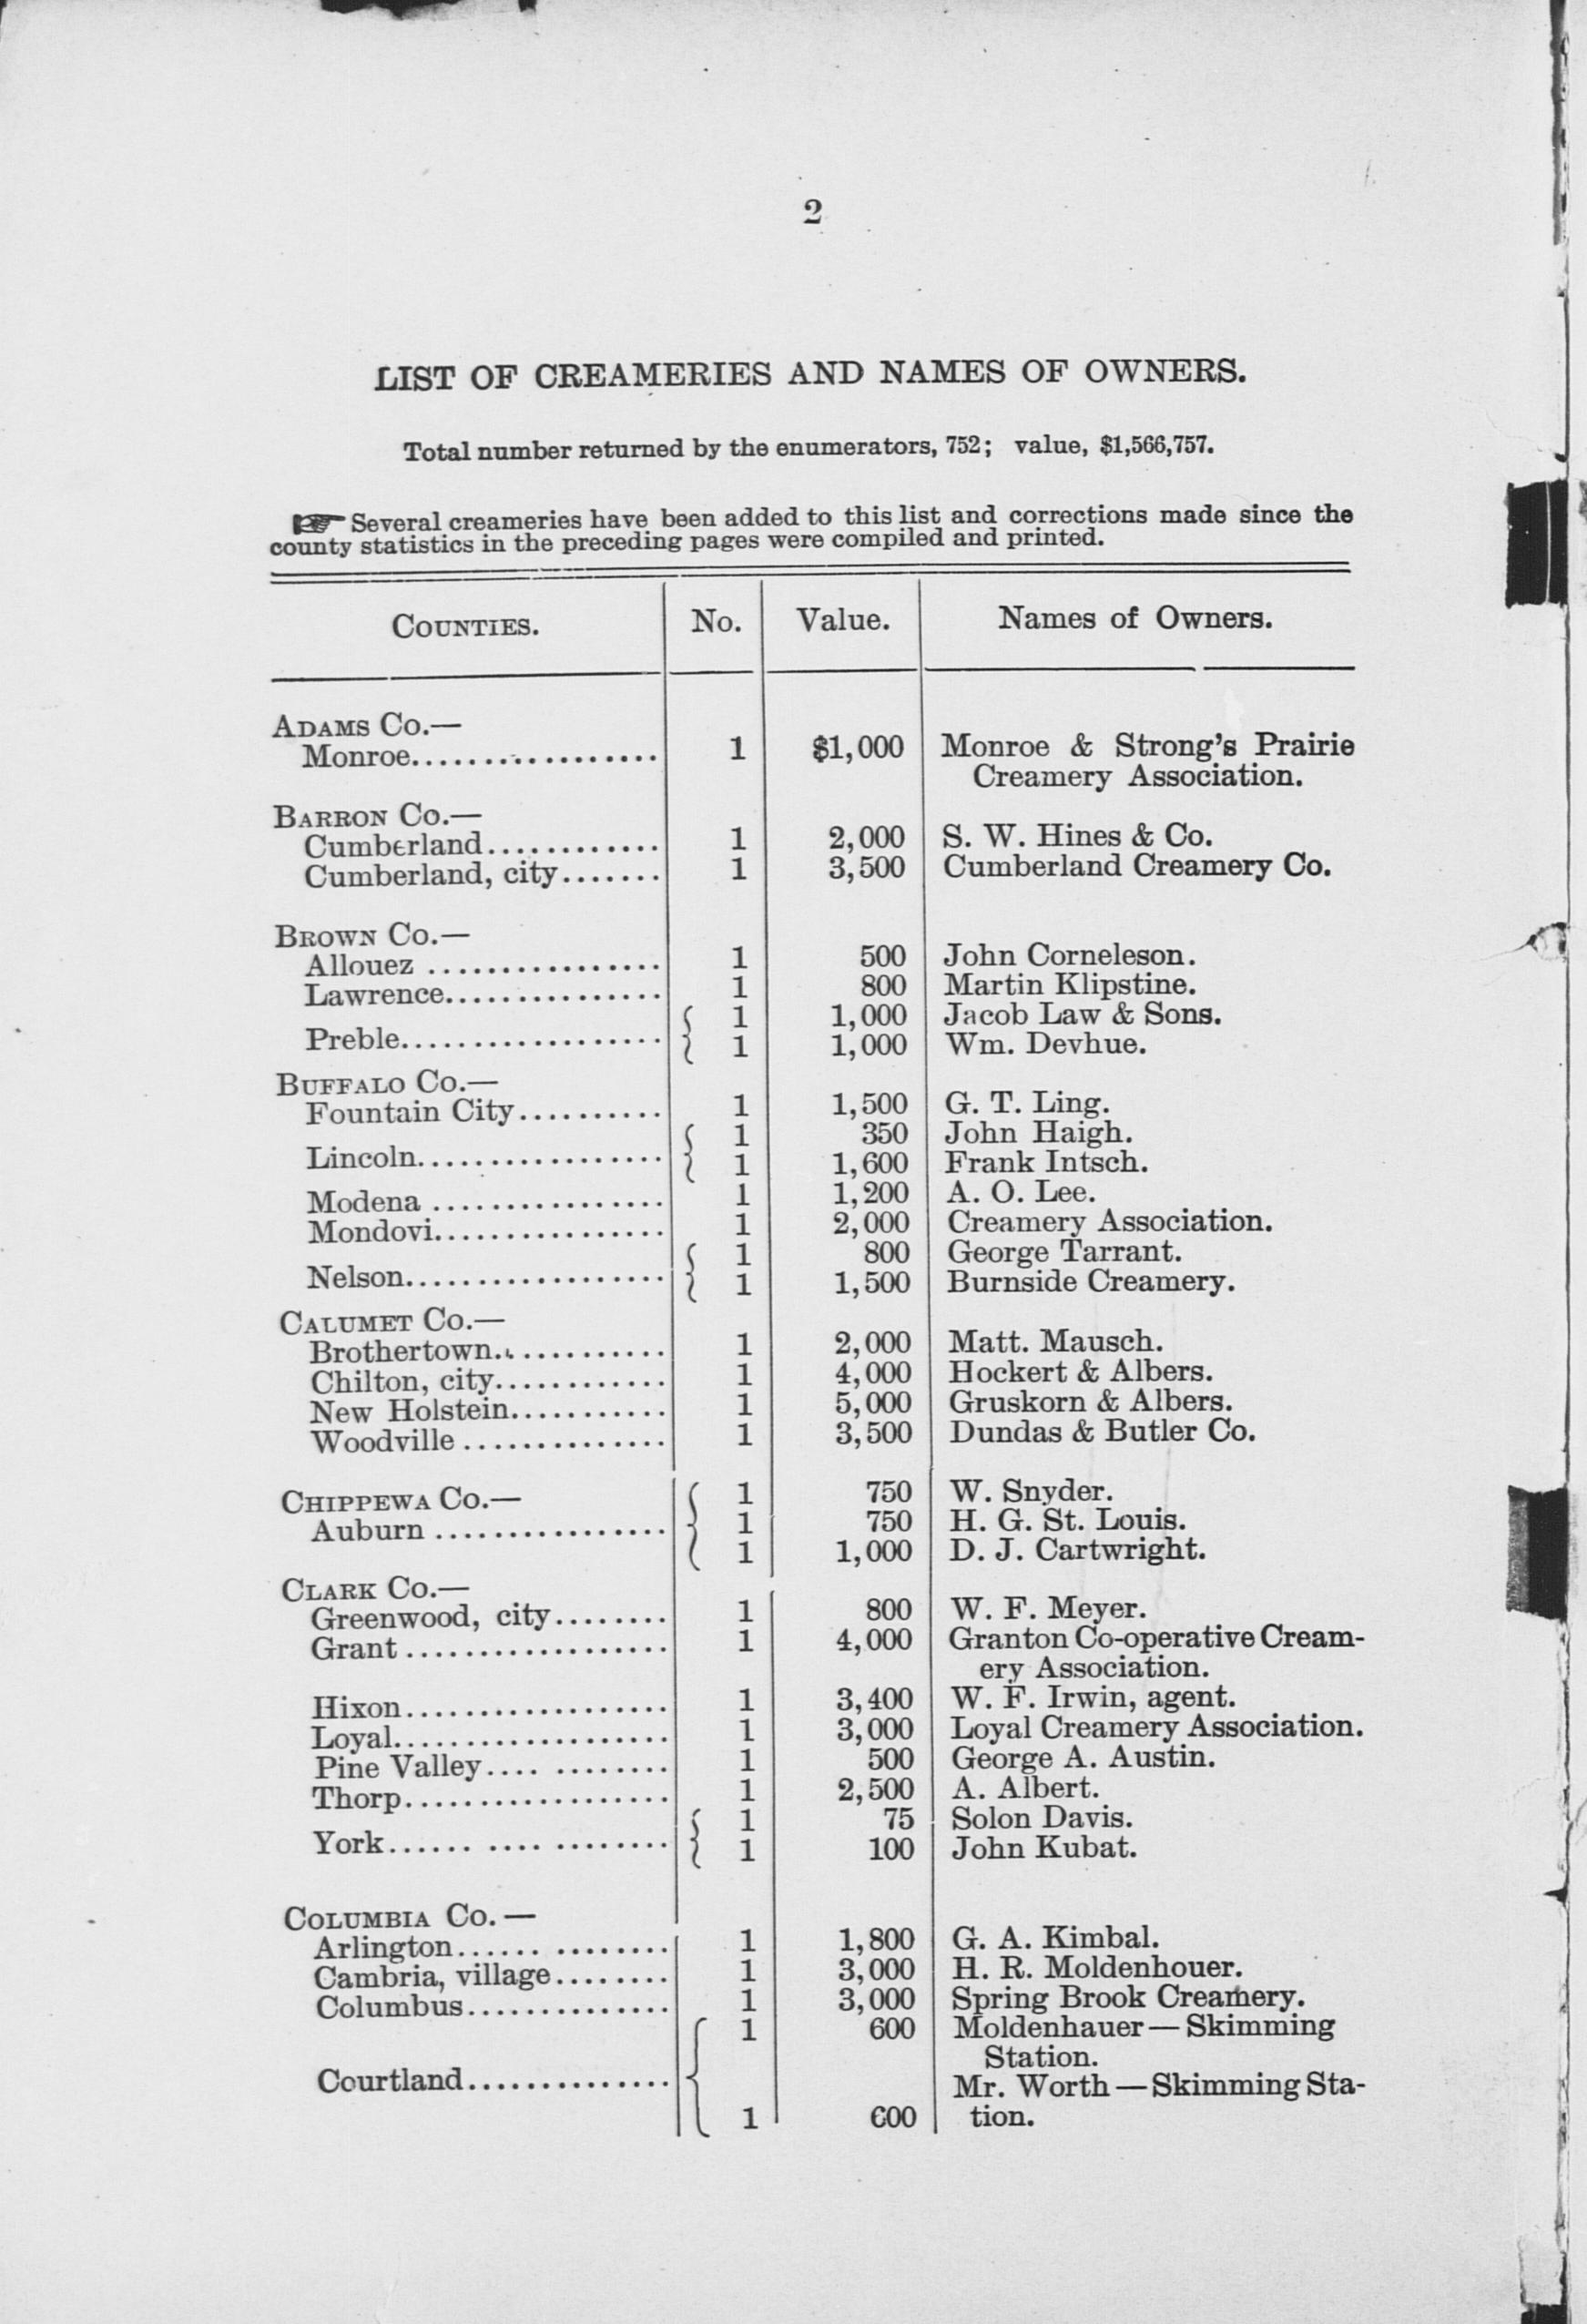 2
LIST OF CREAMERIES AND NAMES OF OWNERS.
Total number returned by the enumerators, 752; value, $1,566,757.
☞ Several creameries have been added to this list and corrections made since the
county statistics in the preceding pages were compiled and printed.
COUNTIES. No. Value. Names of Owners.
ADAMS CO.—
Monroe................. 1 $1,000 Monroe & Strong's Prairie
Creamery Association.
BARRON CO.—
Cumberland............ 1 2,000 S. W. Hines & Co.
Cumberland, city....... 1 3,500 Cumberland Creamery Co.
BROWN CO.—
Allouez ................ 1 500 John Corneleson.
Lawrence............... 1 800 Martin Klipstine.
Preble.................. { 1 1,000 Jacob Law & Sons.
1 1,000 Wm. Devhue.
BUFFALO CO.—
Fountain City.......... 1 1,500 G. T. Ling.
Lincoln................. { 1 350 John Haigh.
1 1,600 Frank Intsch.
Modena ................ 1 1,200 A. O. Lee.
Mondovi................ 1 2,000 Creamery Association.
Nelson.................. { 1 800 George Tarrant.
1 1,500 Burnside Creamery.
CALUMET CO.—
Brothertown............ 1 2,000 Matt. Mausch.
Chilton, city............ 1 4,000 Hockert & Albers.
New Holstein........... 1 5,000 Gruskorn & Albers.
Woodville .............. 1 3,500 Dundas & Butler Co.
CHIPPEWA CO.— { 1 750 W. Snyder.
Auburn ................ 1 750 H. G. St. Louis.
1 1,000 D. J. Cartwright.
CLARK CO.—
Greenwood, city........ 1 800 W. F. Meyer.
Grant .................. 1 4,000 Granton Co-operative Cream-
ery Association.
Hixon.................. 1 3,400 W. F. Irwin, agent.
Loyal................... 1 3,000 Loyal Creamery Association.
Pine Valley.... ........ 1 500 George A. Austin.
Thorp.................. 1 2,500 A. Albert.
York...... .... ........ { 1 75 Solon Davis.
1 100 John Kubat.
COLUMBIA CO.—
Arlington...... ........ 1 1,800 G. A. Kimbal.
Cambria, village........ 1 3,000 H. R. Moldenhouer.
Columbus.............. 1 3,000 Spring Brook Creamery.
Courtland.............. { 1 600 Moldenhauer — Skimming
Station.
Mr. Worth — Skimming Sta-
1 600 tion.